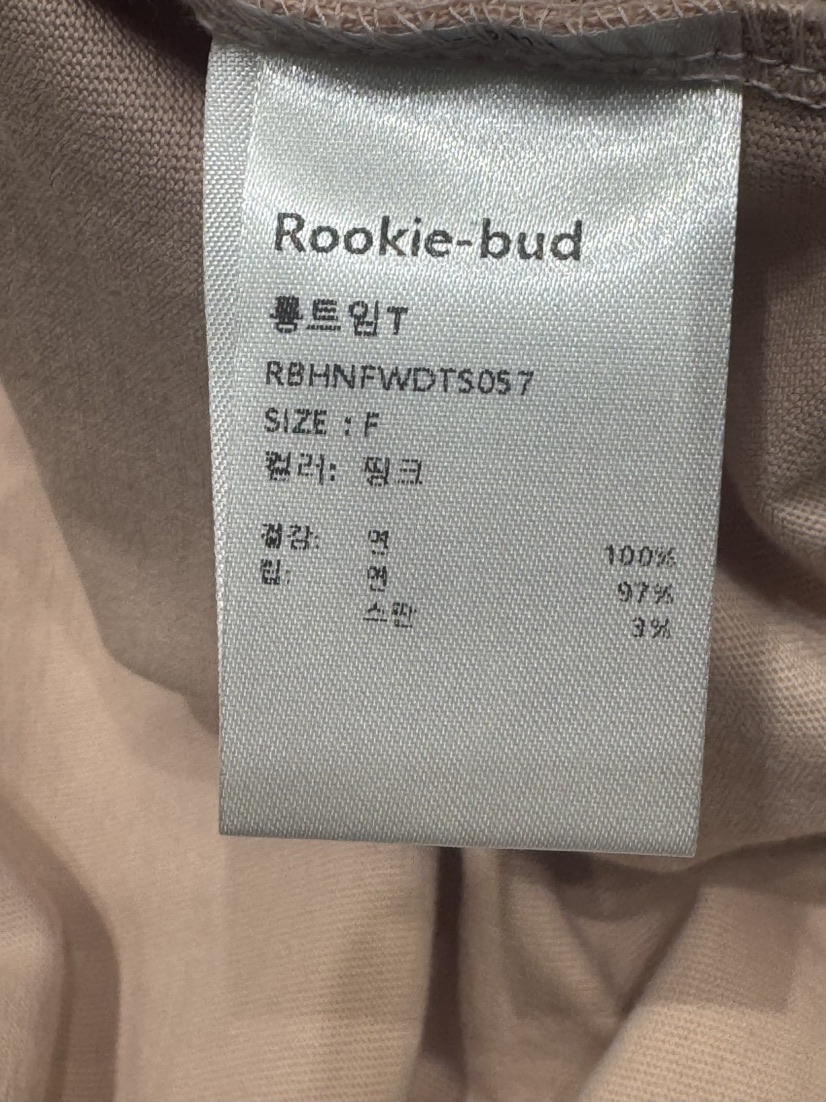 Rookie-bud
롱트임T
RBHNFWDTS057
SIZE : F
컬러: 핑크
겉감: 면 100%
립: 면 97%
스판 3%